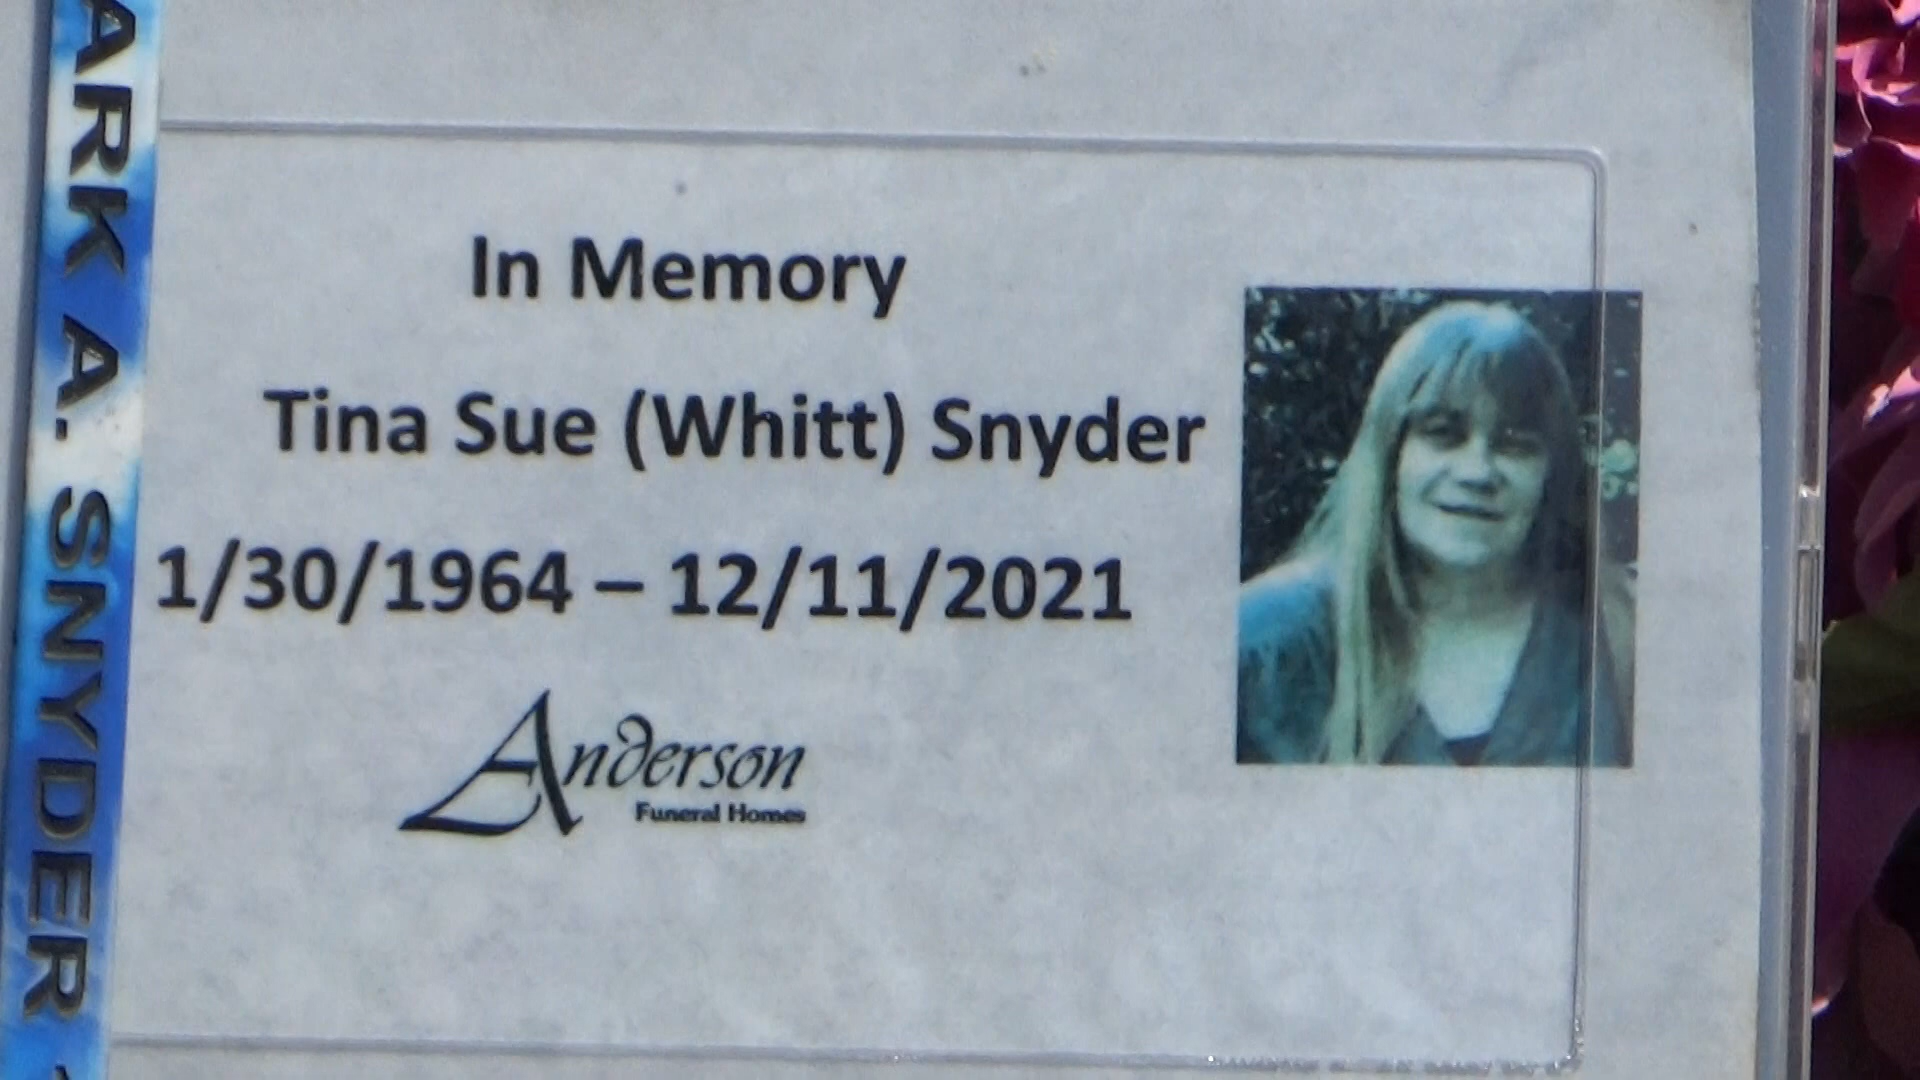 In Memory
Tina Sue (Whitt) Snyder
1/30/1964 – 12/11/2021
Anderson
Funeral Homes
ARK A. SNYDER